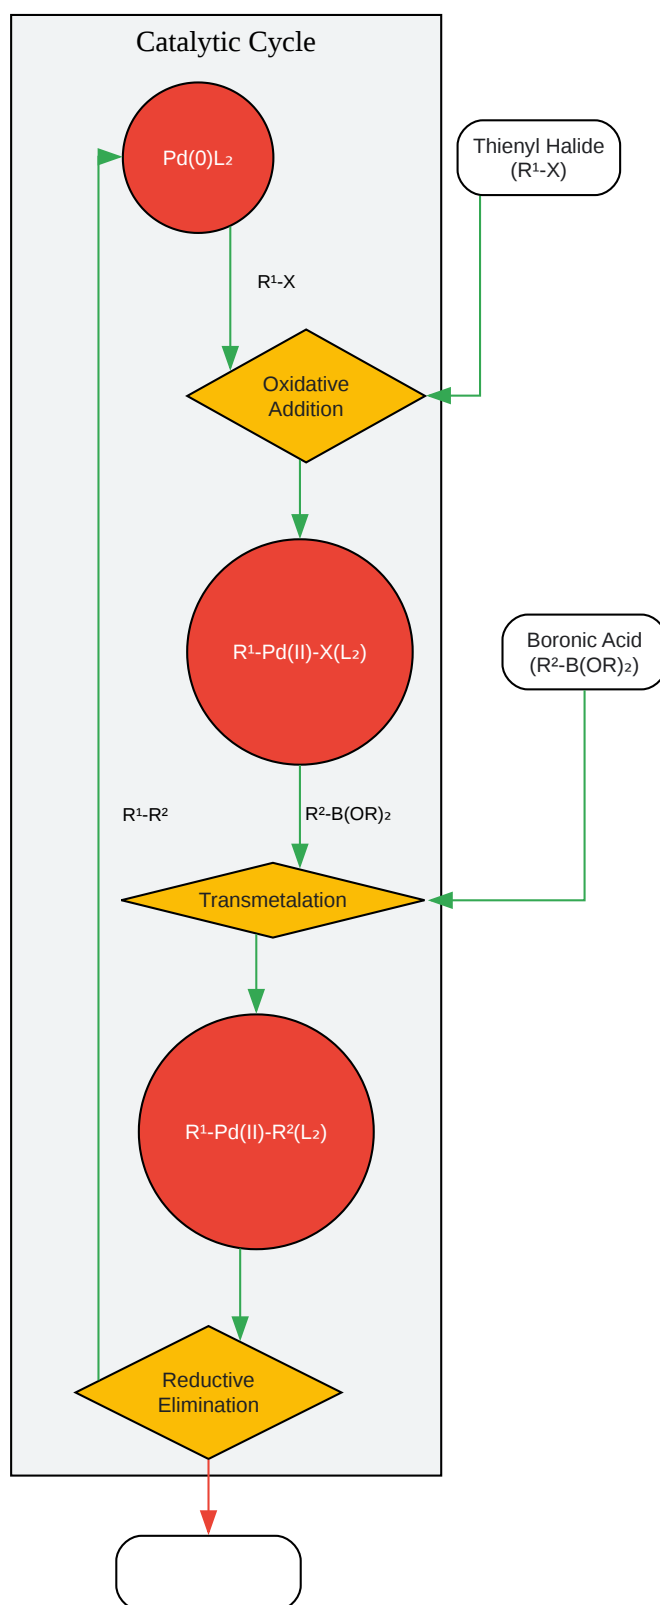 Catalytic Cycle
Pd(0)L₂
Thienyl Halide
(R¹-X)
R¹-X
Oxidative
Addition
R¹-Pd(II)-X(L₂)
Boronic Acid
(R²-B(OR)₂)
R¹-R²
R²-B(OR)₂
Transmetalation
R¹-Pd(II)-R²(L₂)
Reductive
Elimination